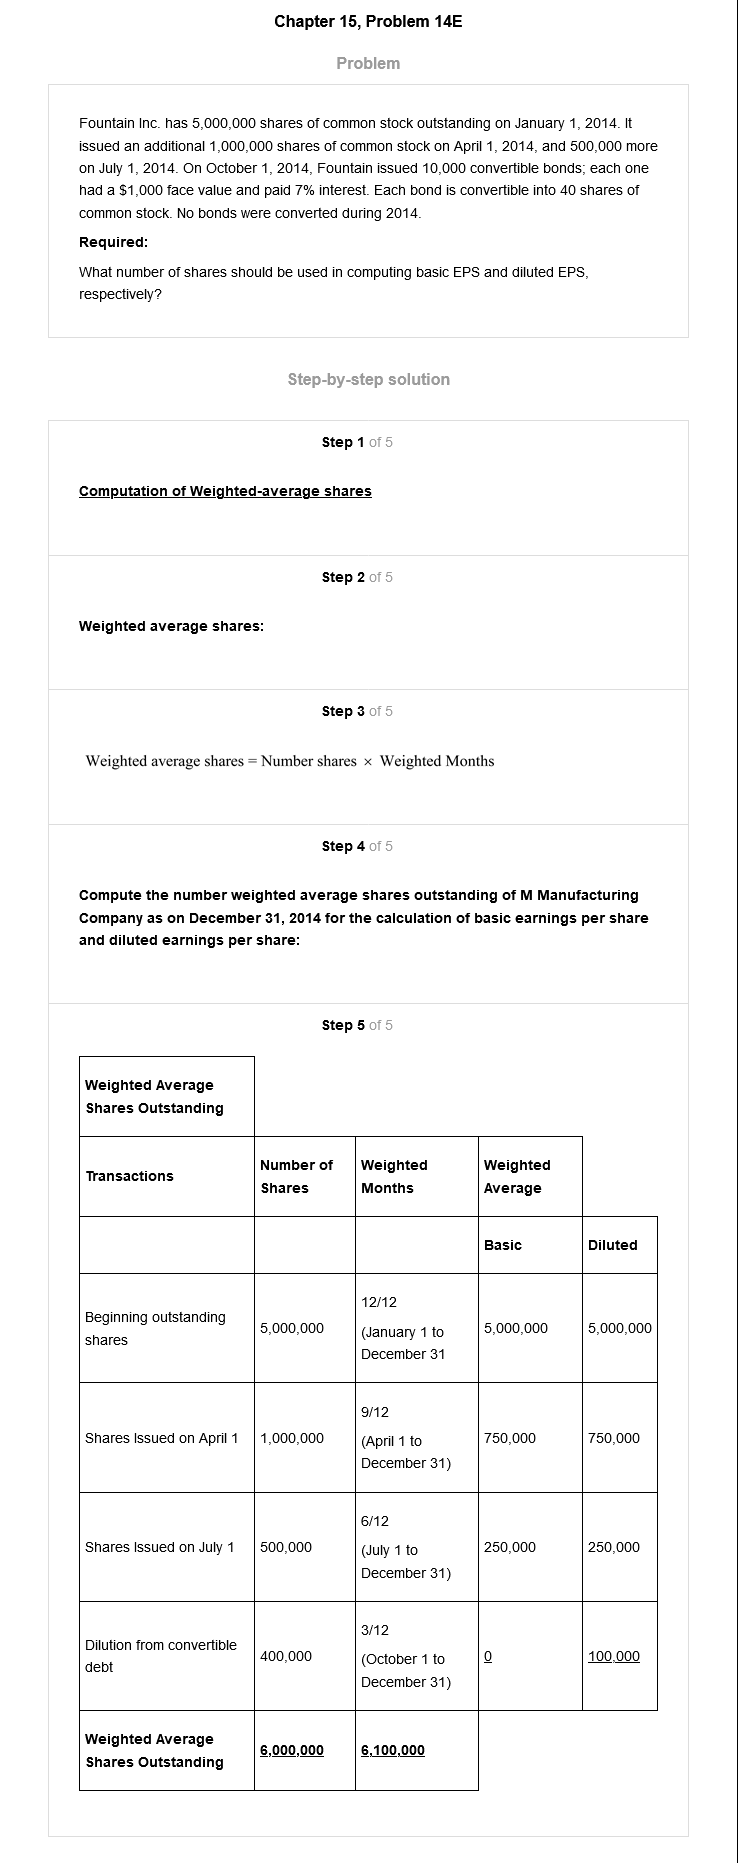 Chapter 15, Problem 14E
Problem
Fountain Inc. has 5,000,000 shares of common stock outstanding on January 1, 2014. It
issued an additional 1,000,000 shares of common stock on April 1, 2014, and 500,000 more
on July 1, 2014. On October 1, 2014, Fountain issued 10,000 convertible bonds; each one
had a $1,000 face value and paid 7% interest. Each bond is convertible into 40 shares of
common stock. No bonds were converted during 2014.
Required:
What number of shares should be used in computing basic EPS and diluted EPS,
respectively?
Step-by-step solution
Step 1 of 5
Computation of Weighted-average shares
Step 2 of 5
Weighted average shares:
Step 3 of 5
Weighted average shares = Number shares × Weighted Months
Step 4 of 5
Compute the number weighted average shares outstanding of M Manufacturing
Company as on December 31, 2014 for the calculation of basic earnings per share
and diluted earnings per share:
Step 5 of 5
Weighted Average
Shares Outstanding
Transactions
Number of
Shares
Weighted
Months
Weighted
Average
Basic
Diluted
Beginning outstanding
shares
5,000,000
12/12
(January 1 to
December 31
5,000,000
5,000,000
Shares Issued on April 1
1,000,000
9/12
(April 1 to
December 31)
750,000
750,000
Shares Issued on July 1
500,000
6/12
(July 1 to
December 31)
250,000
250,000
Dilution from convertible
debt
400,000
3/12
(October 1 to
December 31)
0
100,000
Weighted Average
Shares Outstanding
6,000,000
6,100,000